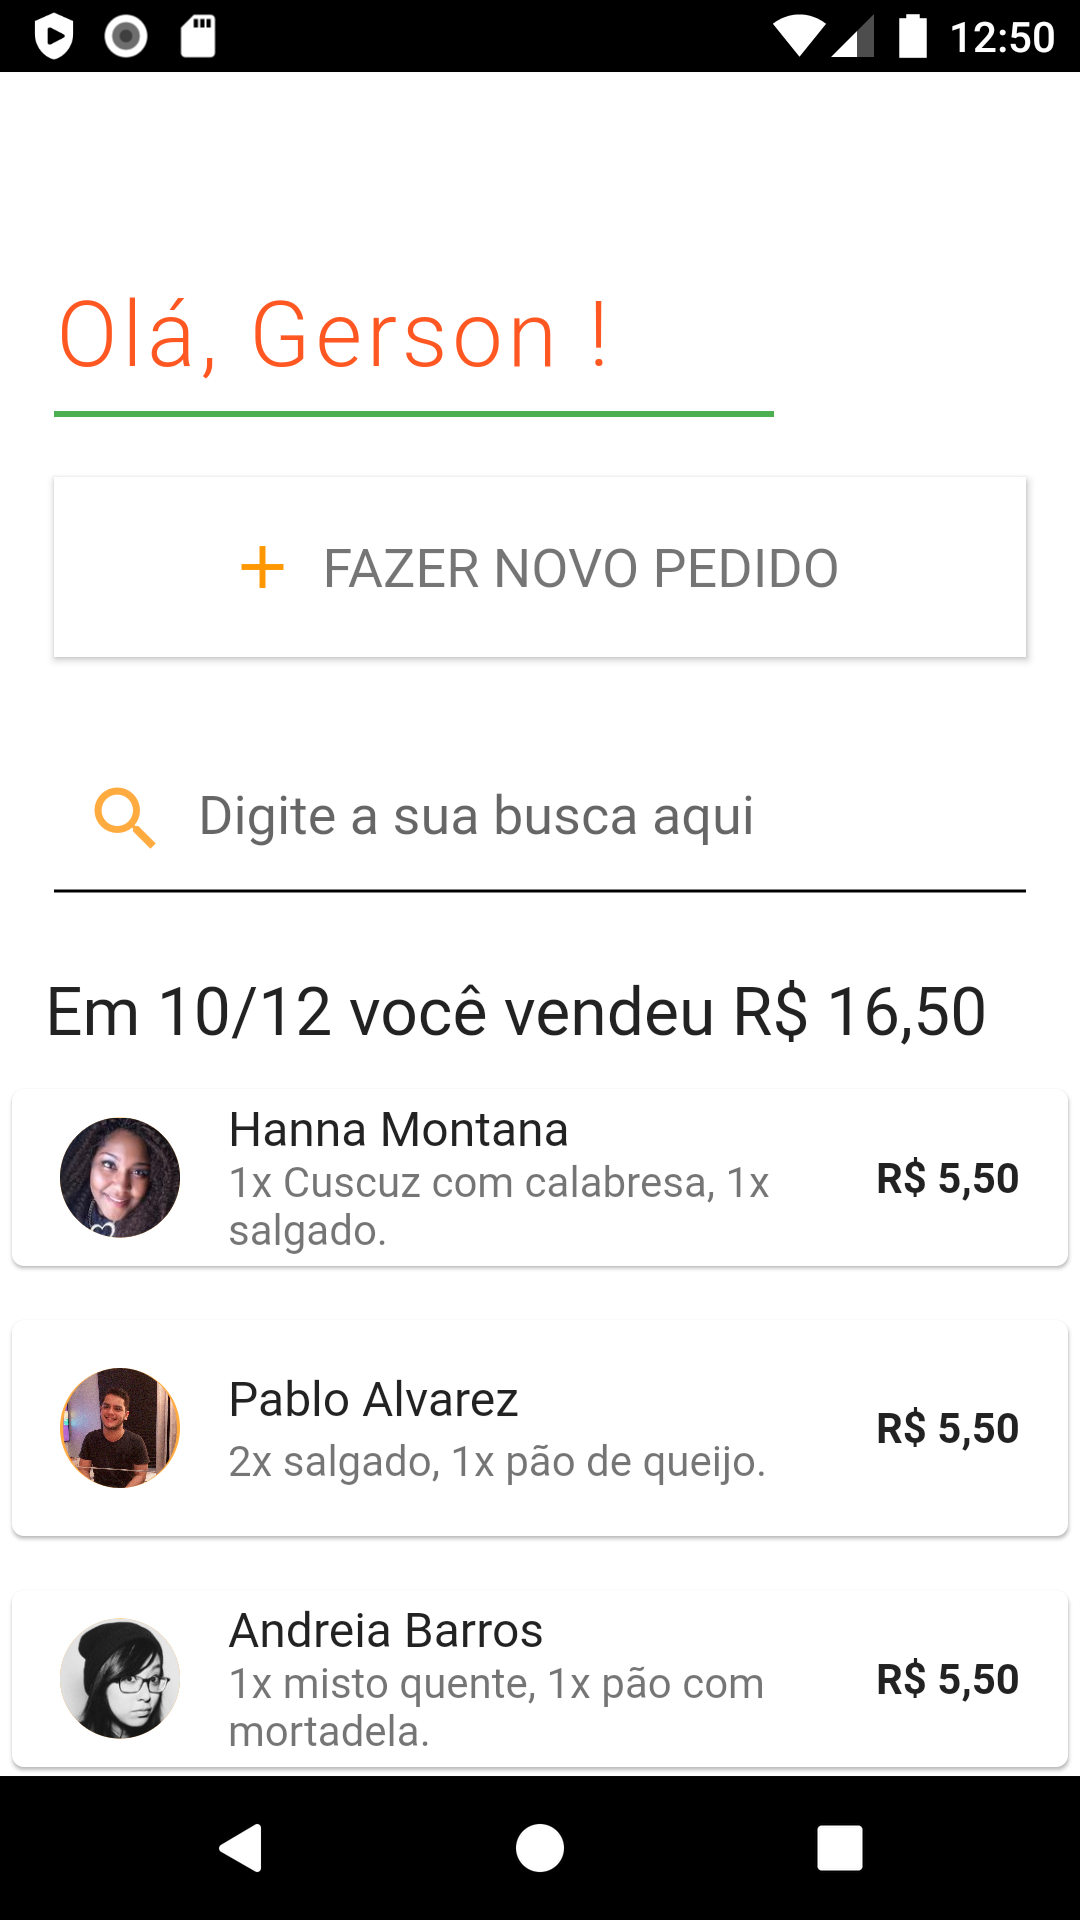 12:50
Olá, Gerson !
FAZER NOVO PEDIDO
Digite a sua busca aqui
Em 10/12 você vendeu R$ 16,50
Hanna Montana
1x Cuscuz com calabresa, 1x
salgado.
R$ 5,50
Pablo Alvarez
2x salgado, 1x pão de queijo.
R$ 5,50
Andreia Barros
1x misto quente, 1x pão com
mortadela.
R$ 5,50